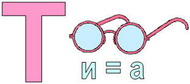 Т
и = а